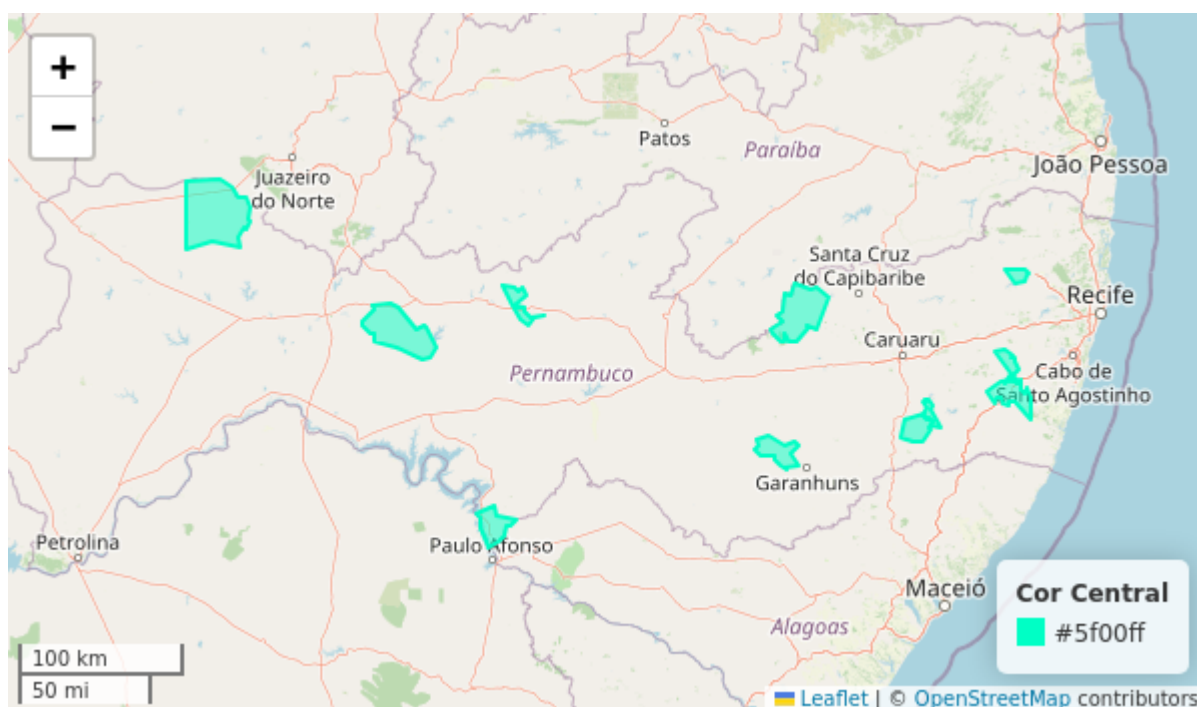 +
−
Patos
Paraíba
João Pessoa
Juazeiro
do Norte
Santa Cruz
do Capibaribe
Recife
Caruaru
Cabo de
Santo Agostinho
Pernambuco
Garanhuns
Petrolina
Paulo Afonso
Maceió
Alagoas
Cor Central
#5f00ff
100 km
50 mi
Leaflet | © OpenStreetMap contributors